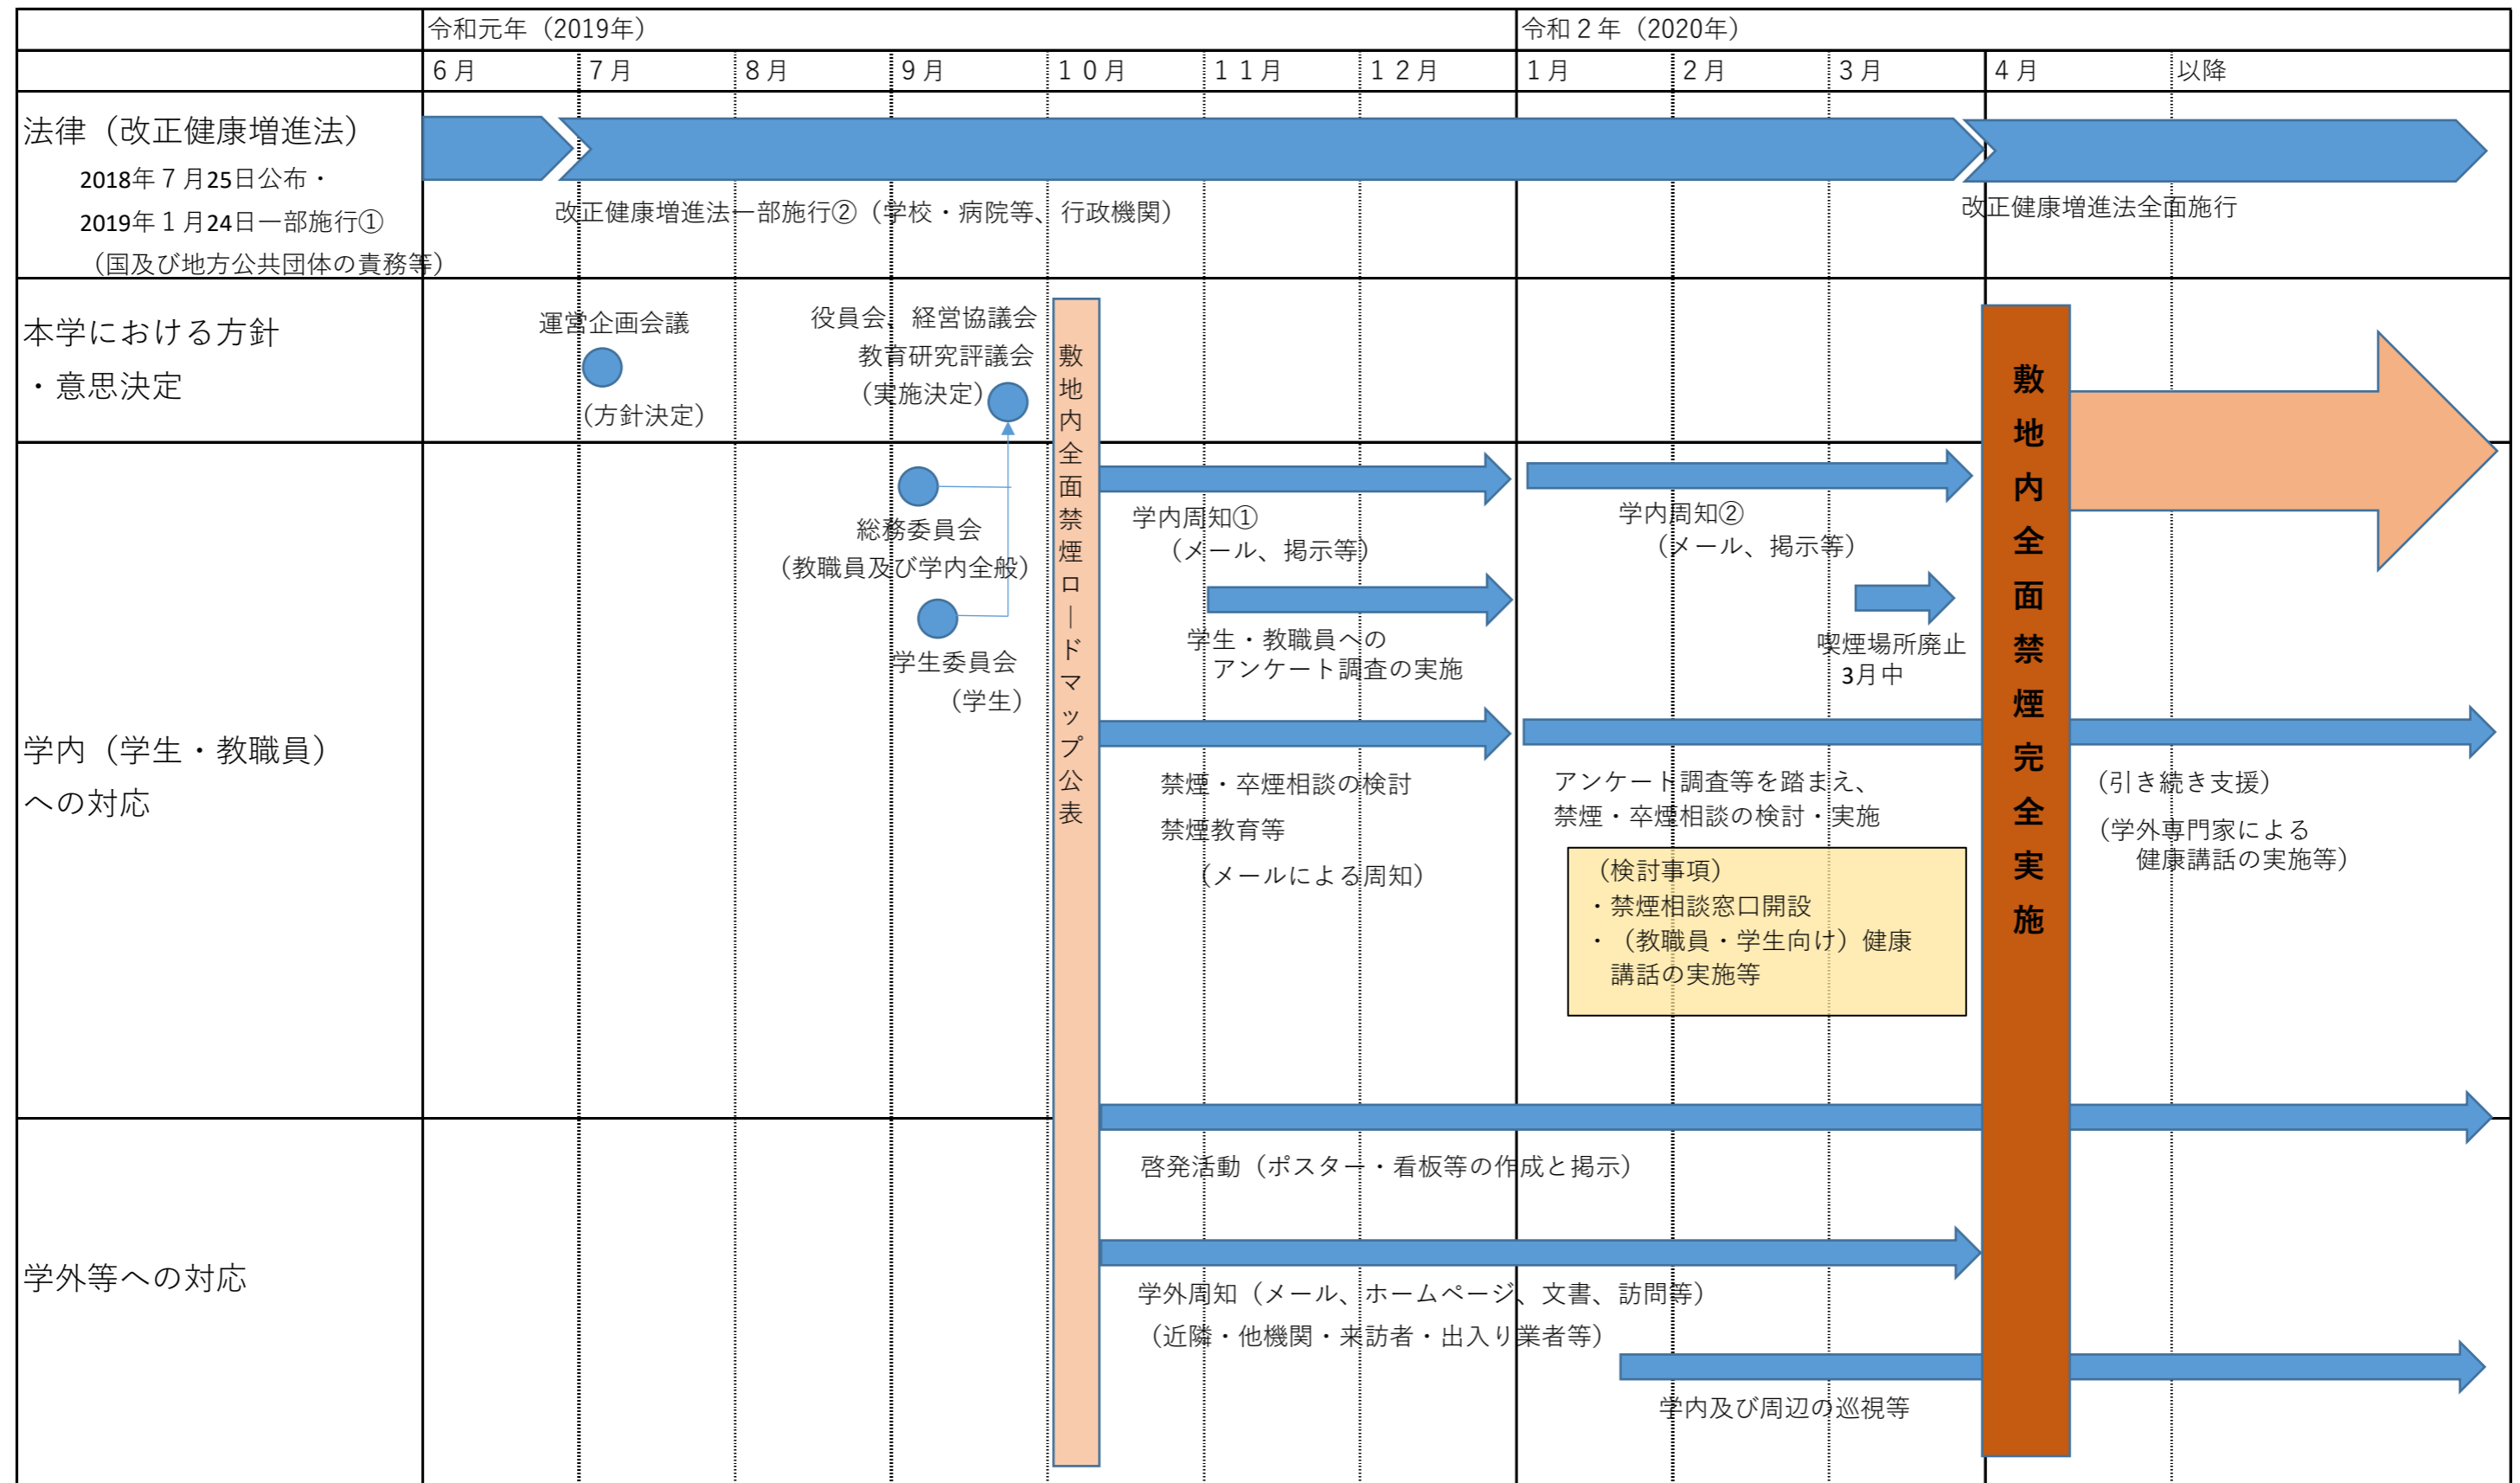 令和元年（2019年）
令和２年（2020年）
６月
７月
８月
９月
１０月
１１月
１２月
１月
２月
３月
４月
以降
法律（改正健康増進法）
2018年７月25日公布・
2019年１月24日一部施行①
（国及び地方公共団体の責務等）
改正健康増進法一部施行②（学校・病院等、行政機関）
改正健康増進法全面施行
本学における方針
・意思決定
運営企画会議
（方針決定）
役員会、経営協議会
教育研究評議会
（実施決定）
敷地内全面禁煙ロードマップ公表
敷地内全面禁煙完全実施
学内（学生・教職員）
への対応
総務委員会
（教職員及び学内全般）
学生委員会
（学生）
学内周知①
（メール、掲示等）
学内周知②
（メール、掲示等）
学生・教職員への
アンケート調査の実施
喫煙場所廃止
3月中
禁煙・卒煙相談の検討
禁煙教育等
（メールによる周知）
アンケート調査等を踏まえ、
禁煙・卒煙相談の検討・実施
（検討事項）
・禁煙相談窓口開設
・（教職員・学生向け）健康
講話の実施等
（引き続き支援）
（学外専門家による
健康講話の実施等）
啓発活動（ポスター・看板等の作成と掲示）
学外等への対応
学外周知（メール、ホームページ、文書、訪問等）
（近隣・他機関・来訪者・出入り業者等）
学内及び周辺の巡視等